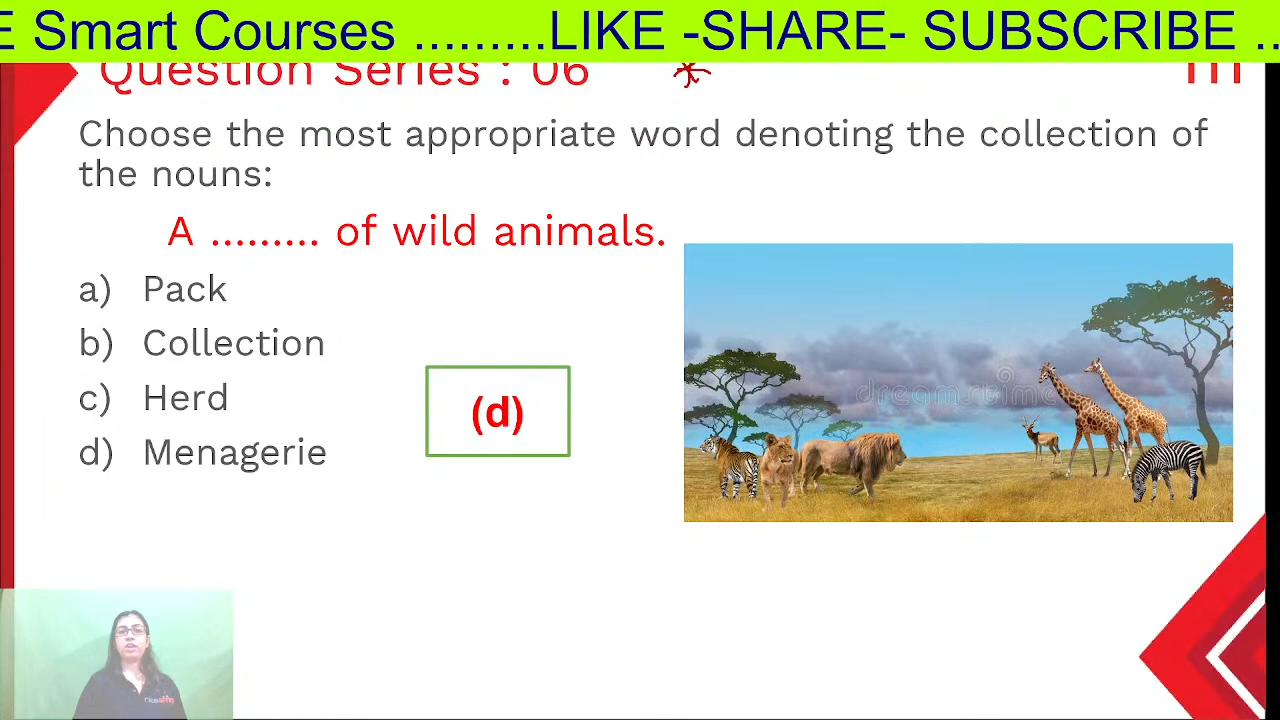 E Smart Courses .........LIKE -SHARE- SUBSCRIBE ..
Question Series : 06
Choose the most appropriate word denoting the collection of
the nouns:
A ......... of wild animals.
a) Pack
b) Collection
c) Herd
d) Menagerie
(d)
dreamstime